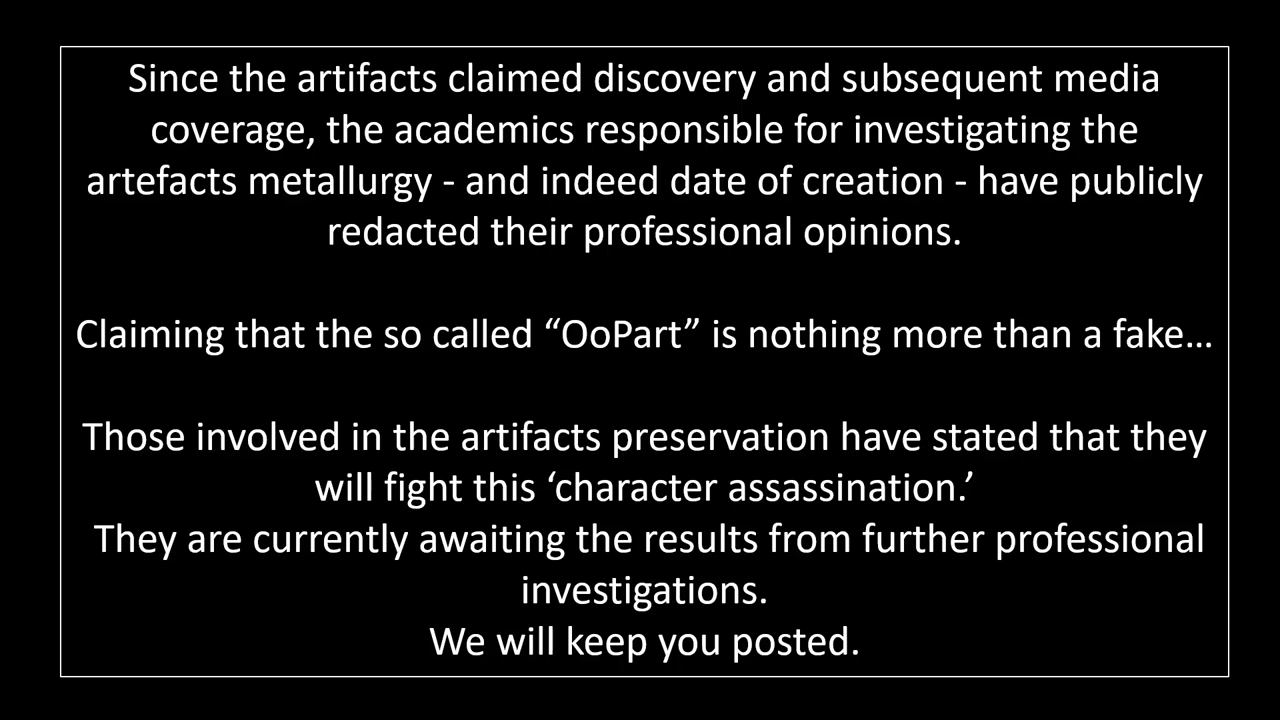 Since the artifacts claimed discovery and subsequent media
coverage, the academics responsible for investigating the
artefacts metallurgy - and indeed date of creation - have publicly
redacted their professional opinions.
Claiming that the so called “OoPart” is nothing more than a fake…
Those involved in the artifacts preservation have stated that they
will fight this ‘character assassination.’
They are currently awaiting the results from further professional
investigations.
We will keep you posted.